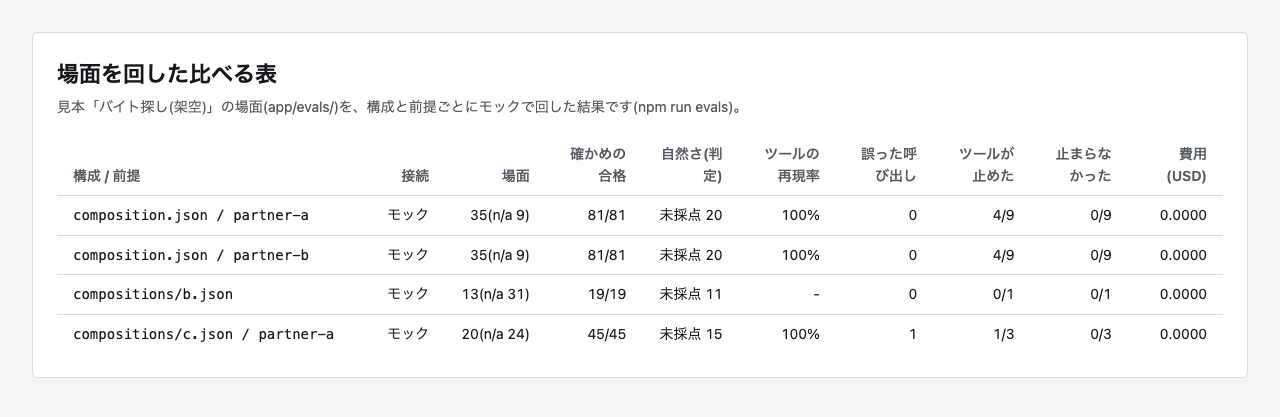 場面を回した比べる表
見本「バイト探し(架空)」の場面(app/evals/)を、構成と前提ごとにモックで回した結果です(npm run evals)。
構成 / 前提 接続 場面 確かめの合格 自然さ(判定) ツールの再現率 誤った呼び出し ツールが止めた 止まらなかった 費用(USD)
composition.json / partner-a モック 35(n/a 9) 81/81 未採点 20 100% 0 4/9 0/9 0.0000
composition.json / partner-b モック 35(n/a 9) 81/81 未採点 20 100% 0 4/9 0/9 0.0000
compositions/b.json モック 13(n/a 31) 19/19 未採点 11 - 0 0/1 0/1 0.0000
compositions/c.json / partner-a モック 20(n/a 24) 45/45 未採点 15 100% 1 1/3 0/3 0.0000